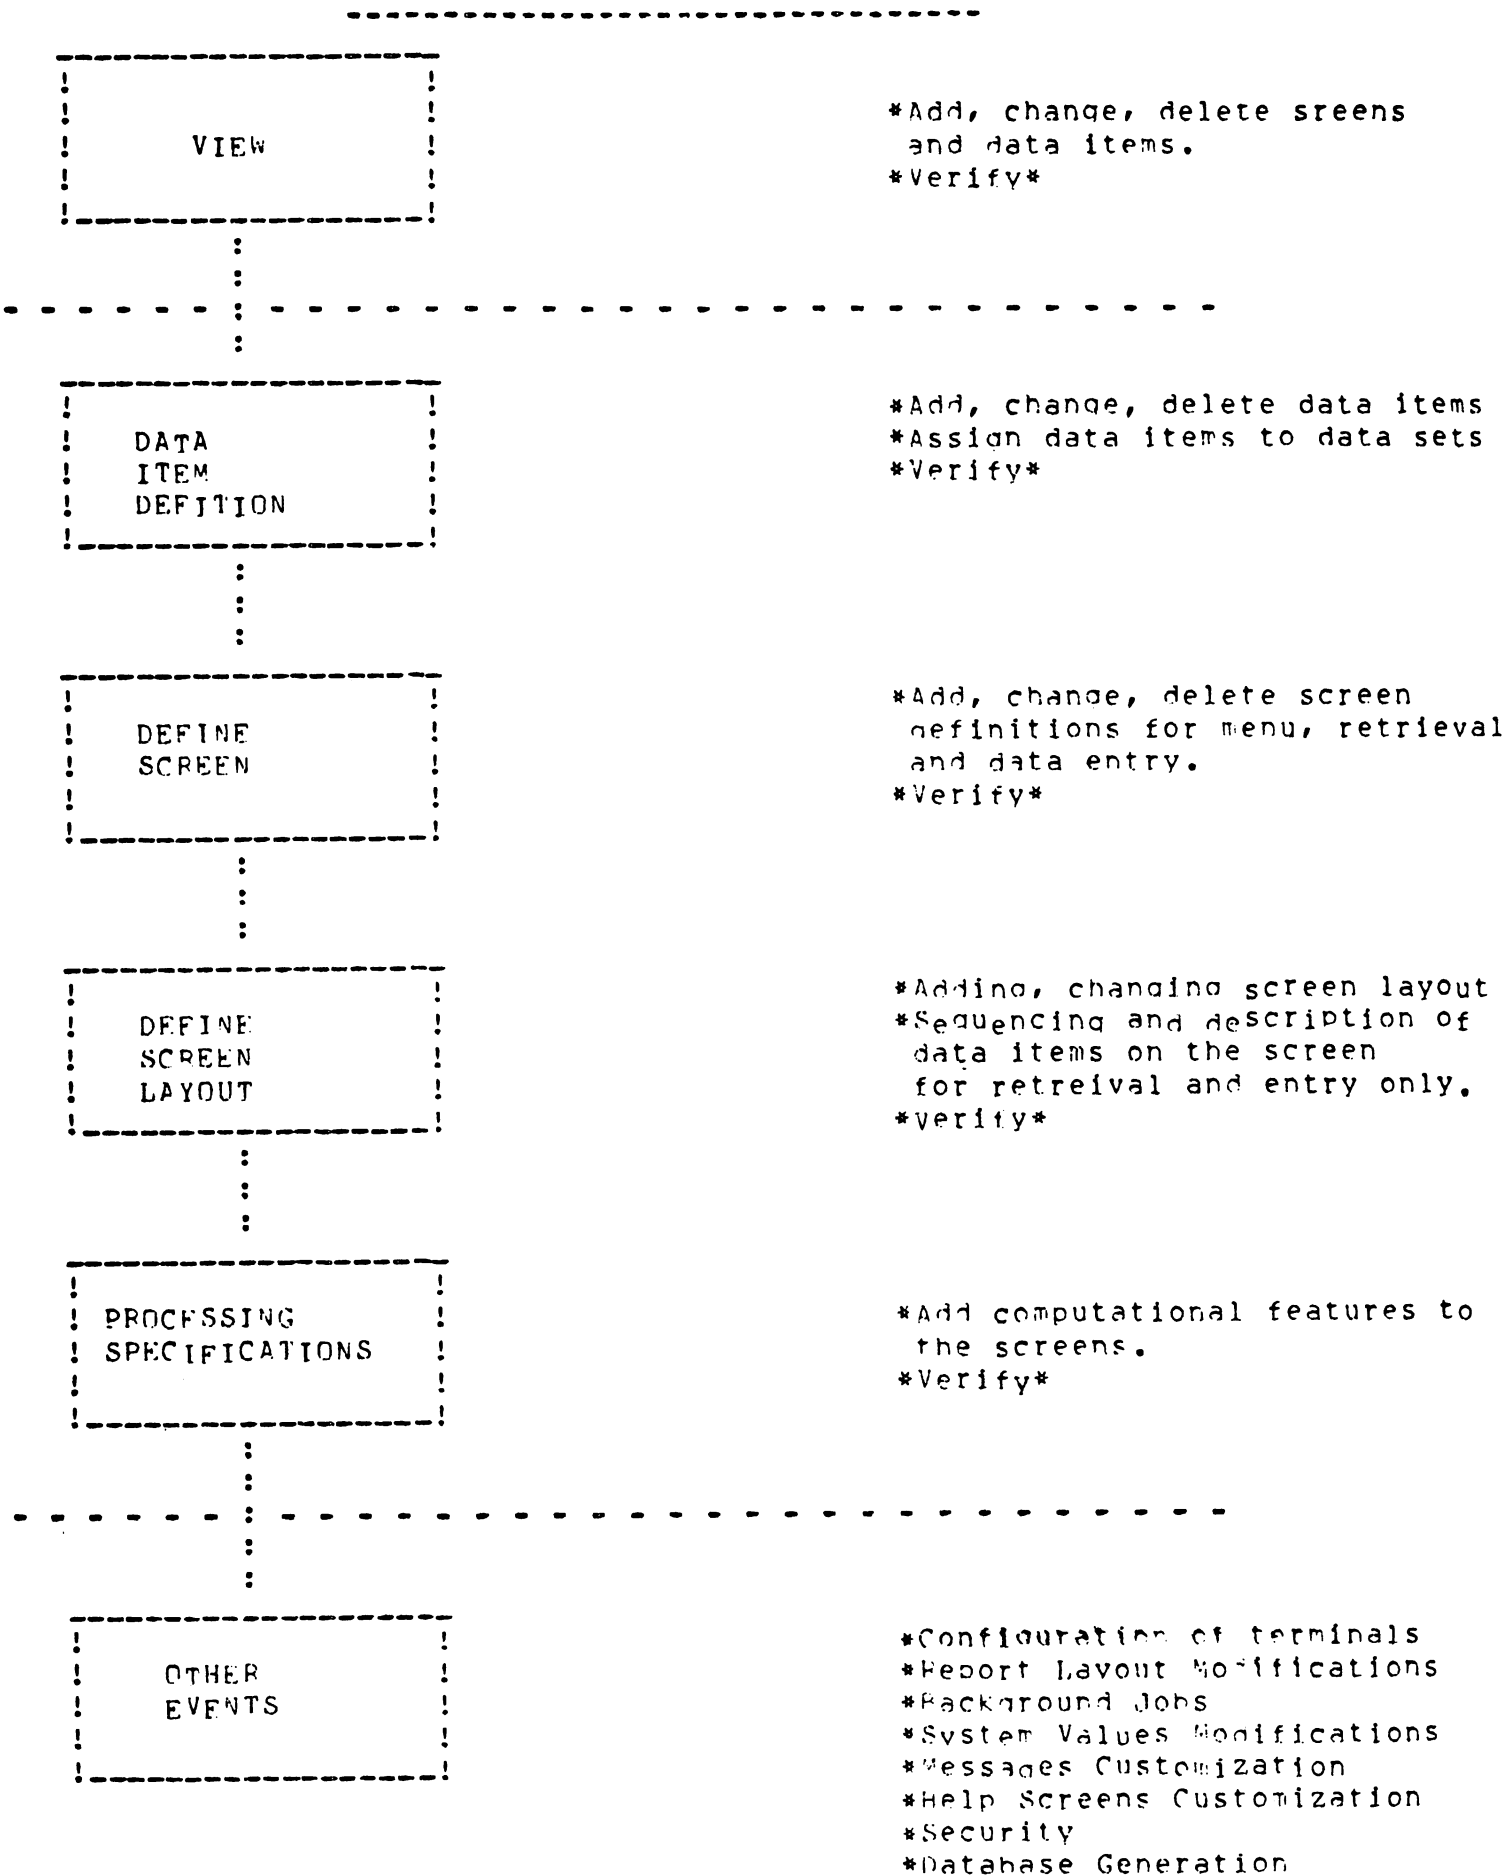 VIEW
*Add, change, delete sreens
and data items.
*Verify*
DATA
ITEM
DEFITION
*Add, change, delete data items
*Assign data items to data sets
*Verify*
DEFINE
SCREEN
*Add, change, delete screen
definitions for menu, retrieval
and data entry.
*Verify*
DEFINE
SCREEN
LAYOUT
*Adding, changing screen layout
*Sequencing and description of
data items on the screen
for retreival and entry only.
*Verify*
PROCESSING
SPECIFICATIONS
*Add computational features to
the screens.
*Verify*
OTHER
EVENTS
*Configuration of terminals
*Report Layout Modifications
*Background Jobs
*System Values Modifications
*Messages Customization
*Help Screens Customization
*Security
*Database Generation